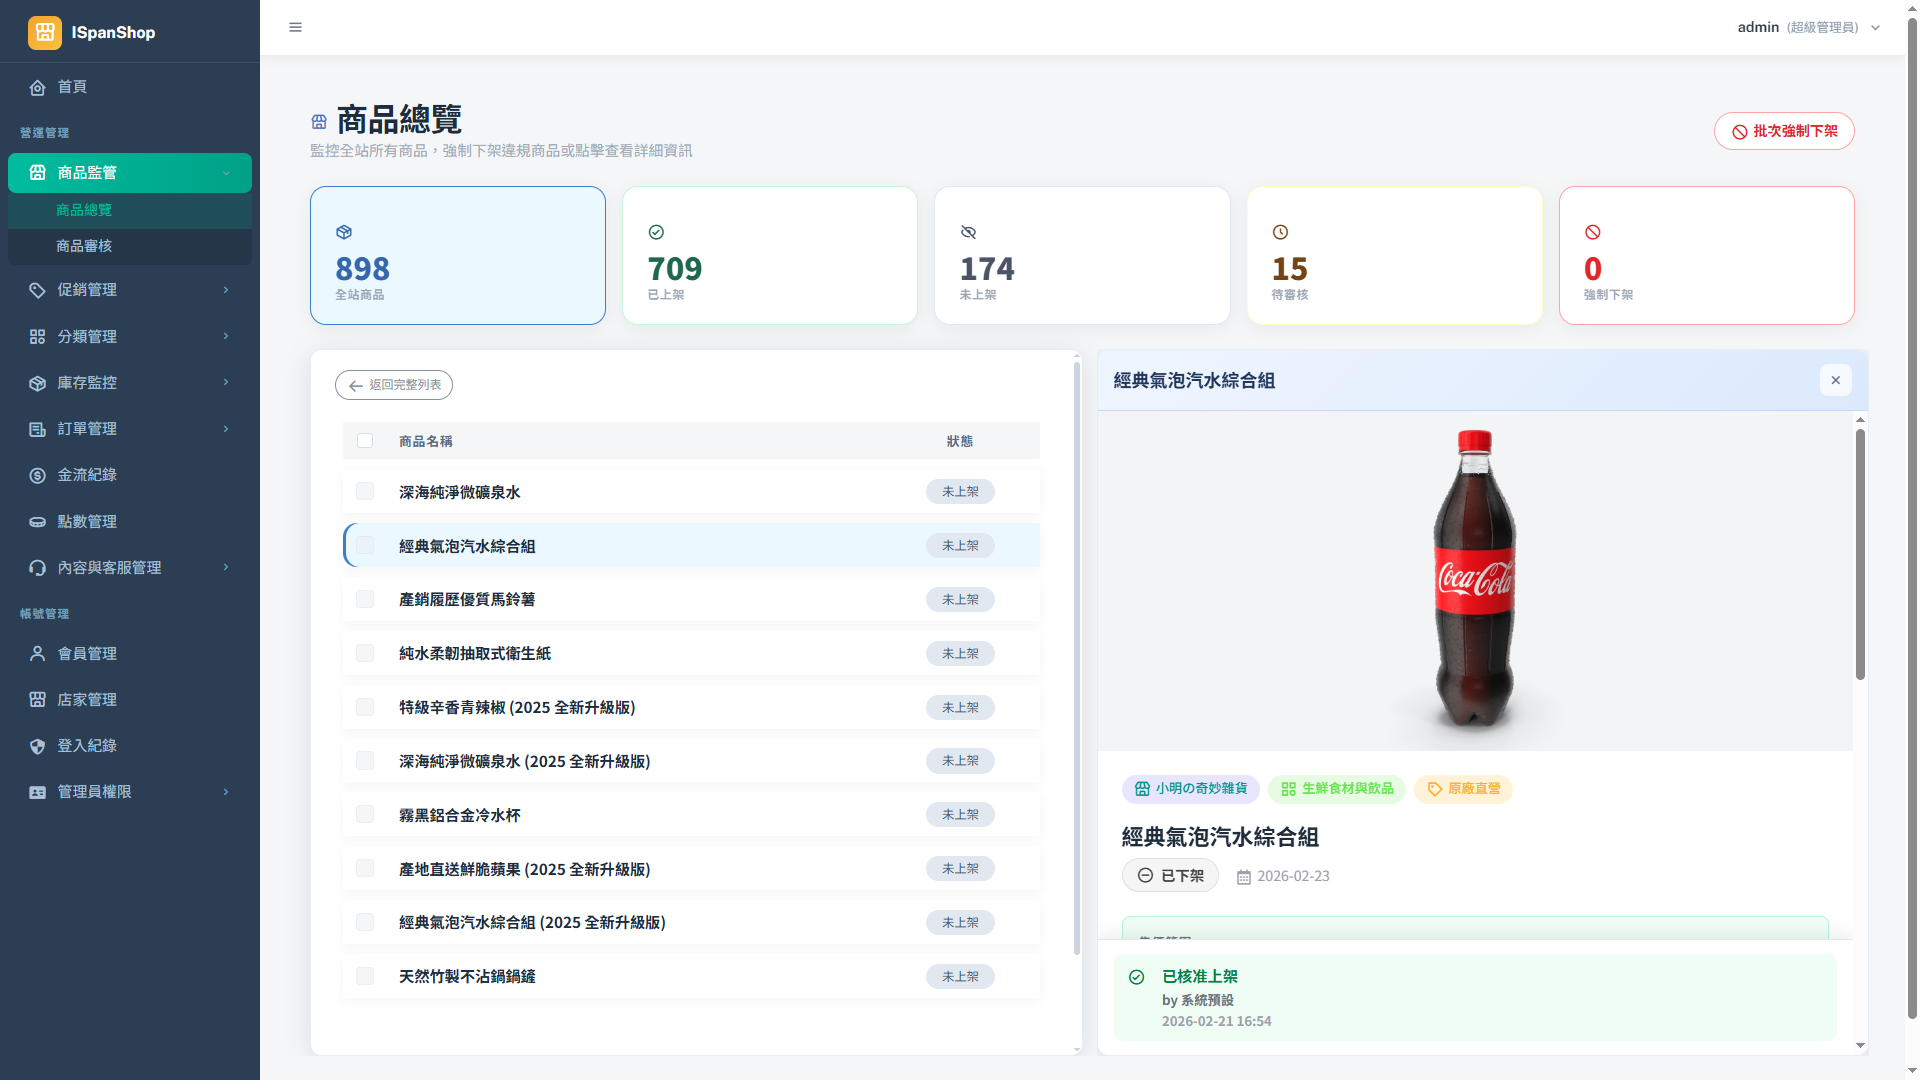 ISpanShop
首頁
營運管理
商品監管
商品總覽
商品審核
促銷管理
分類管理
庫存監控
訂單管理
金流紀錄
點數管理
內容與客服管理
帳號管理
會員管理
店家管理
登入紀錄
管理員權限
admin (超級管理員)
商品總覽
監控全站所有商品，強制下架違規商品或點擊查看詳細資訊
批次強制下架
898
全站商品
709
已上架
174
未上架
15
待審核
0
強制下架
返回完整列表
商品名稱 狀態
深海純淨微礦泉水 未上架
經典氣泡汽水綜合組 未上架
產銷履歷優質馬鈴薯 未上架
純水柔韌抽取式衛生紙 未上架
特級辛香青辣椒 (2025 全新升級版) 未上架
深海純淨微礦泉水 (2025 全新升級版) 未上架
霧黑鋁合金冷水杯 未上架
產地直送鮮脆蘋果 (2025 全新升級版) 未上架
經典氣泡汽水綜合組 (2025 全新升級版) 未上架
天然竹製不沾鍋鍋鏟 未上架
經典氣泡汽水綜合組
Coca-Cola
小明の奇妙雜貨 生鮮食材與飲品 原廠直營
經典氣泡汽水綜合組
已下架 2026-02-23
已核准上架
by 系統預設
2026-02-21 16:54